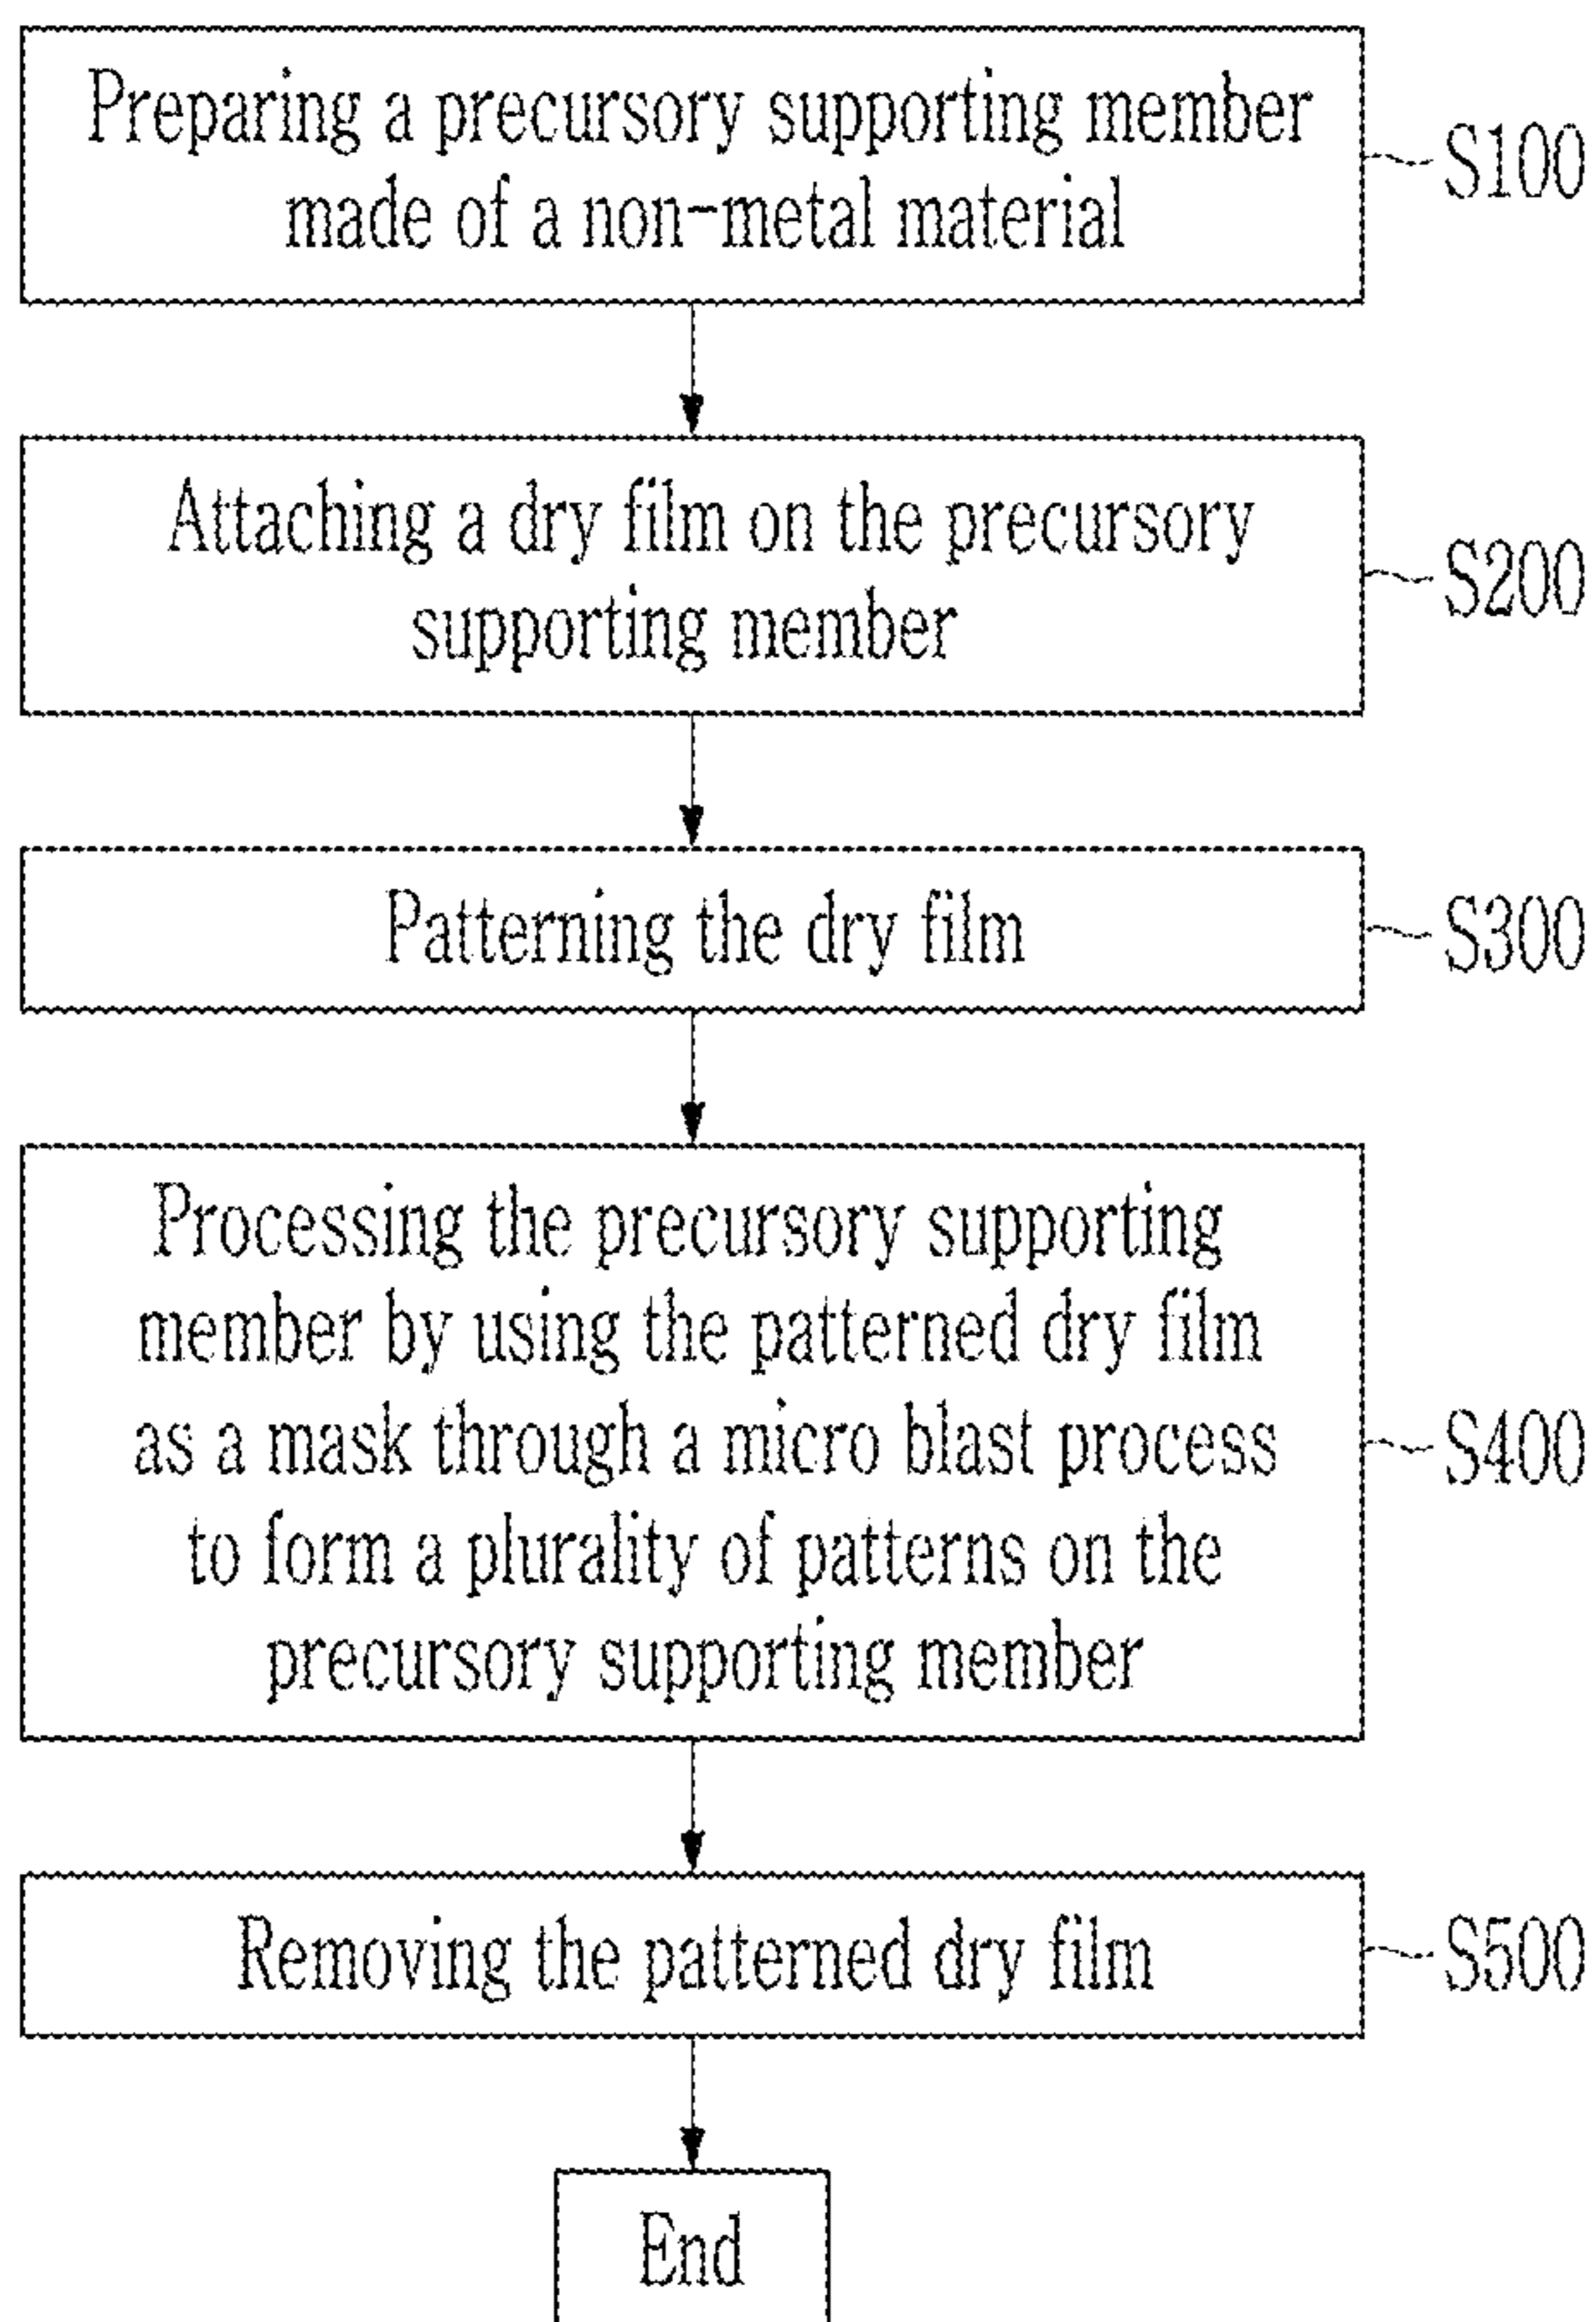 Preparing a precursory supporting member
made of a non-metal material
S100
Attaching a dry film on the precursory
supporting member
S200
Patterning the dry film
S300
Processing the precursory supporting
member by using the patterned dry film
as a mask through a micro blast process
to form a plurality of patterns on the
precursory supporting member
S400
Removing the patterned dry film
S500
End